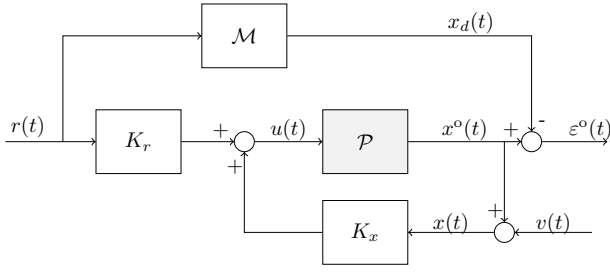 M
x_d(t)
r(t)
K_r
+
+
u(t)
P
x^o(t)
+
-
ε^o(t)
K_x
x(t)
+
v(t)